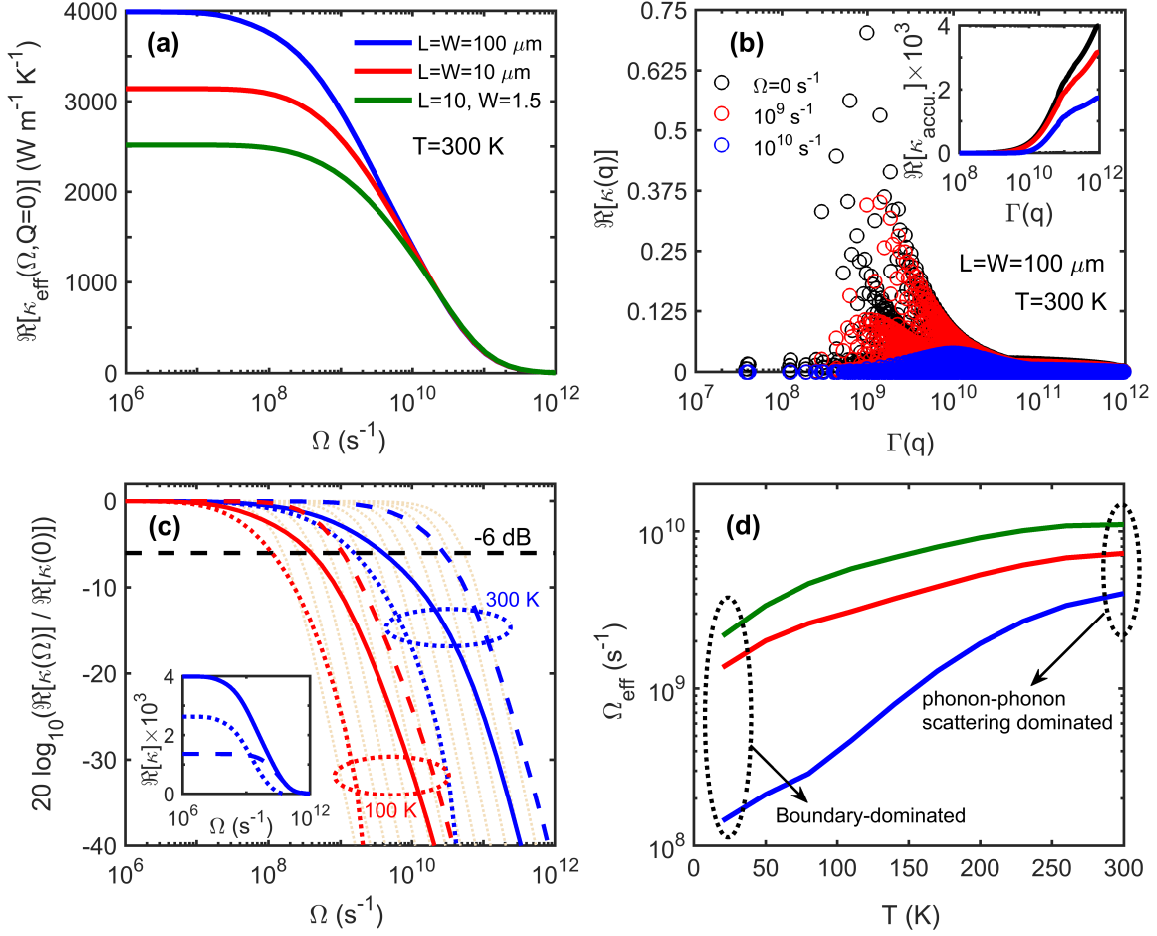 (a)
L=W=100 μm
L=W=10 μm
L=10, W=1.5
T=300 K
4000
3000
2000
1000
0
ℜ[κeff(Ω,Q=0)] (W m⁻¹ K⁻¹)
10⁶ 10⁸ 10¹⁰ 10¹²
Ω (s⁻¹)
(b)
Ω=0 s⁻¹
10⁹ s⁻¹
10¹⁰ s⁻¹
0.75
0.625
0.5
0.375
0.25
0.125
0
ℜ[κ(q)]
10⁷ 10⁸ 10⁹ 10¹⁰ 10¹¹ 10¹²
Γ(q)
L=W=100 μm
T=300 K
ℜ[κaccu.]×10³
4
2
0
10⁸ 10¹⁰ 10¹²
Γ(q)
(c)
-6 dB
300 K
100 K
0
-10
-20
-30
-40
20 log₁₀(ℜ[κ(Ω)] / ℜ[κ(0)])
10⁶ 10⁸ 10¹⁰ 10¹²
Ω (s⁻¹)
ℜ[κ]×10³
4
2
0
10⁶ 10¹²
Ω (s⁻¹)
(d)
10¹⁰
10⁹
10⁸
Ωeff (s⁻¹)
phonon-phonon
scattering dominated
Boundary-dominated
0 50 100 150 200 250 300
T (K)